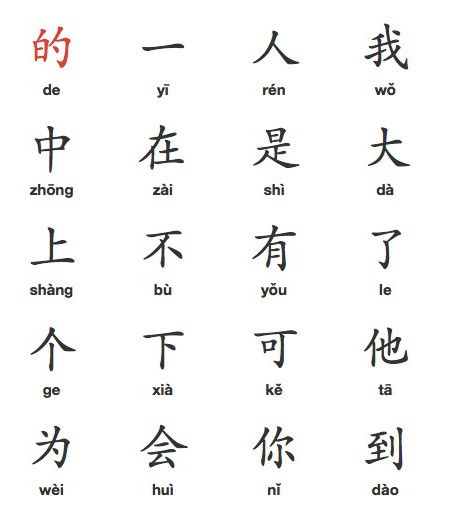 的 一 人 我
de yī rén wǒ
中 在 是 大
zhōng zài shì dà
上 不 有 了
shàng bù yǒu le
个 下 可 他
ge xià kě tā
为 会 你 到
wèi huì nǐ dào